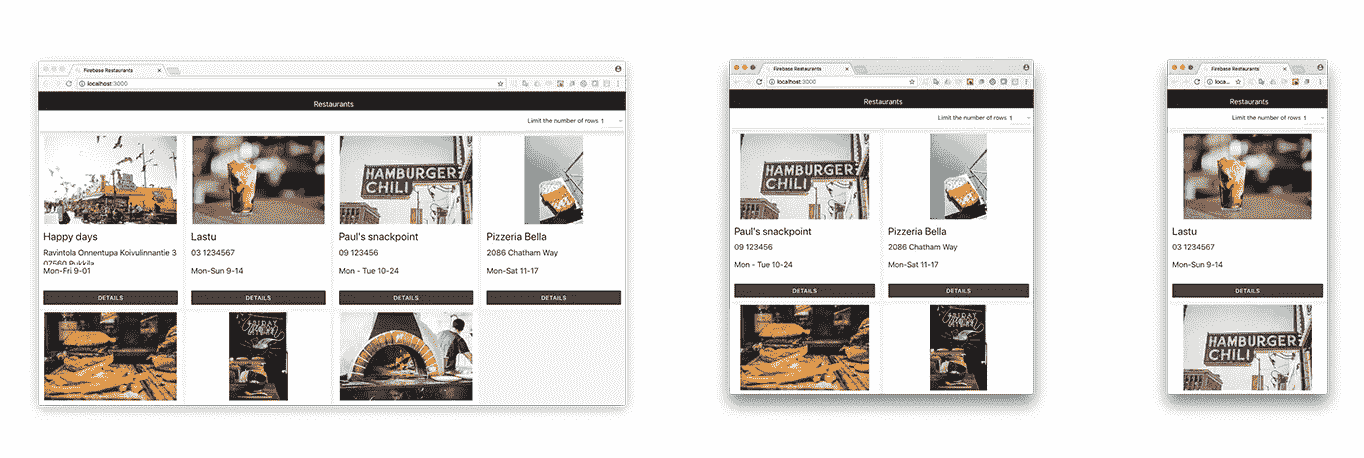 Firebase Restaurants
localhost:3000
Restaurants
Limit the number of rows 1
Happy days
Ravintola Onnentupa Koivulinnantie 3
07560 Pukkila
Mon-Fri 9-01
DETAILS
Lastu
03 1234567
Mon-Sun 9-14
DETAILS
HAMBURGER
CHILI
Paul's snackpoint
09 123456
Mon - Tue 10-24
DETAILS
Pizzeria Bella
2086 Chatham Way
Mon-Sat 11-17
DETAILS
Firebase Restaurants
localhost:3000
Restaurants
Limit the number of rows 1
HAMBURGER
CHILI
Paul's snackpoint
09 123456
Mon - Tue 10-24
DETAILS
Pizzeria Bella
2086 Chatham Way
Mon-Sat 11-17
DETAILS
Firebase Restaurants
loca...
Restaurants
Limit the number of rows 1
Lastu
03 1234567
Mon-Sun 9-14
DETAILS
HAMBURGER
CHILI